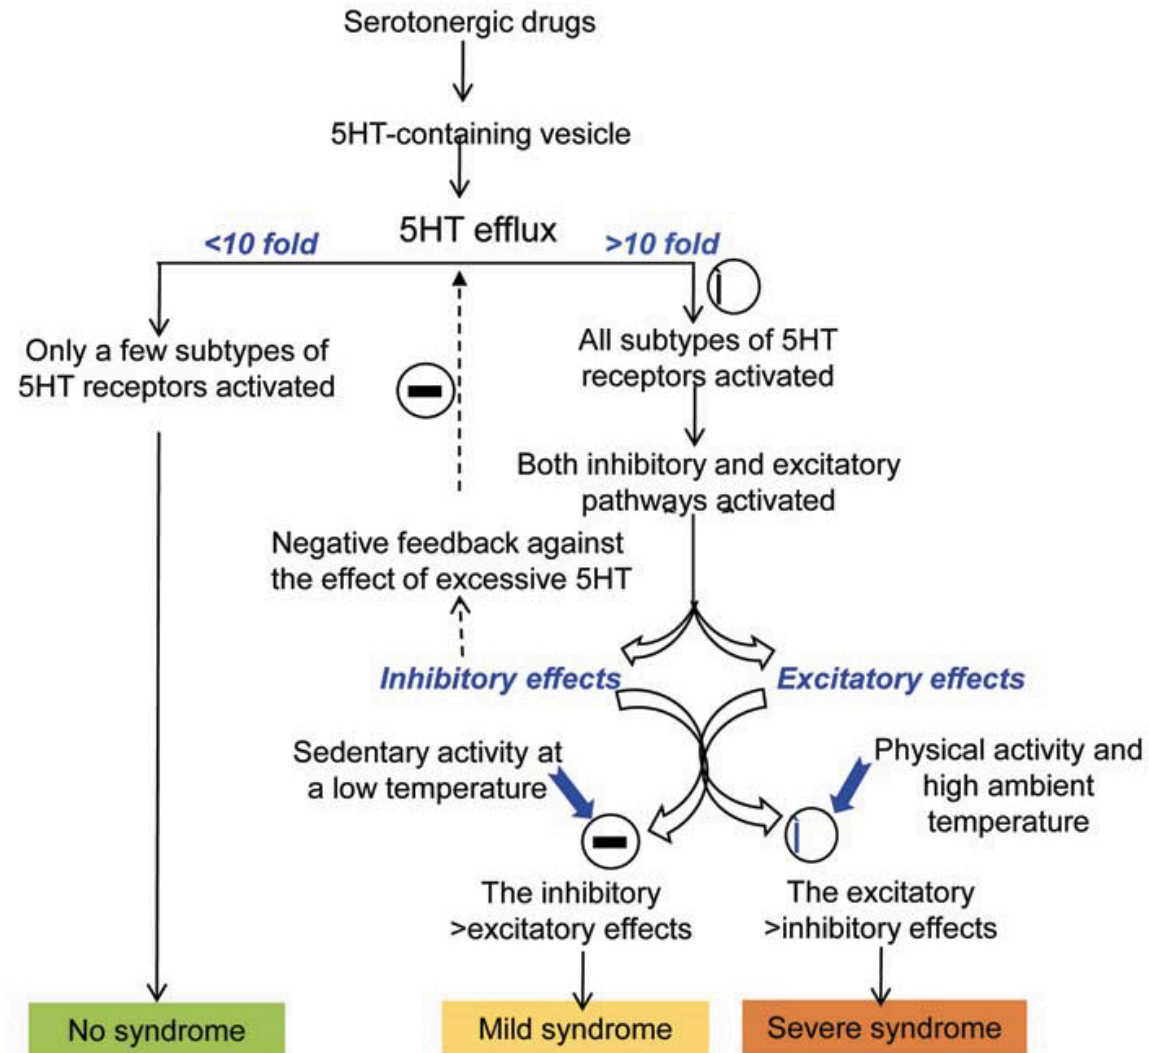 Serotonergic drugs
5HT-containing vesicle
5HT efflux
<10 fold
>10 fold
Only a few subtypes of
5HT receptors activated
All subtypes of 5HT
receptors activated
Both inhibitory and excitatory
pathways activated
Negative feedback against
the effect of excessive 5HT
Inhibitory effects
Excitatory effects
Sedentary activity at
a low temperature
Physical activity and
high ambient
temperature
The inhibitory
>excitatory effects
The excitatory
>inhibitory effects
No syndrome
Mild syndrome
Severe syndrome